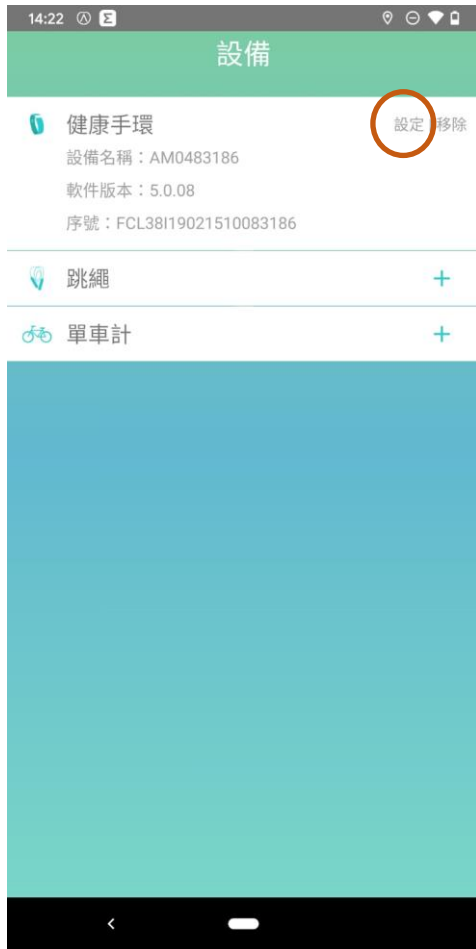 14:22
設備
健康手環
設定 | 移除
設備名稱：AM0483186
軟件版本：5.0.08
序號：FCL38I19021510083186
跳繩
單車計